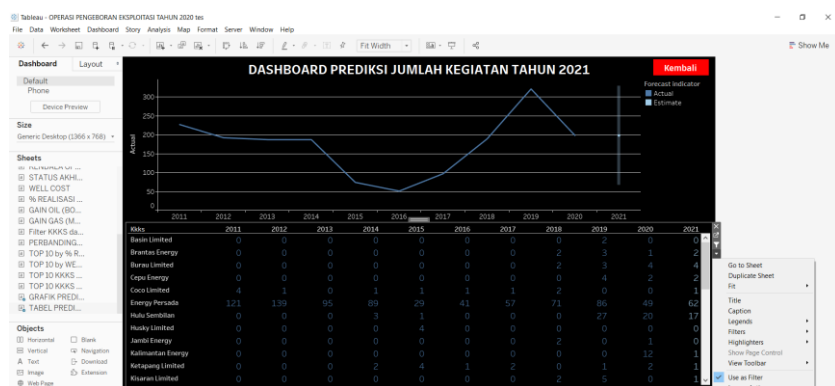 Tableau - OPERASI PENGEBORAN EKSPLOITASI TAHUN 2020 tes
File Data Worksheet Dashboard Story Analysis Map Format Server Window Help
Fit Width
Show Me
Dashboard Layout
Default
Phone
Device Preview
Size
Generic Desktop (1366 x 768)
Sheets
STATUS AKHI...
WELL COST
% REALISASI ...
GAIN OIL (BO...
GAIN GAS (M...
Filter KKKS da...
PERBANDING...
TOP 10 by % R...
TOP 10 by WE...
TOP 10 KKKS ...
TOP 10 KKKS ...
GRAFIK PREDI...
TABEL PREDI...
Objects
Horizontal Blank
Vertical Navigation
A Text Download
Image Extension
Web Page
DASHBOARD PREDIKSI JUMLAH KEGIATAN TAHUN 2021
Kembali
Forecast indicator
Actual
Estimate
Actual
300
250
200
150
100
50
0
2011 2012 2013 2014 2015 2016 2017 2018 2019 2020 2021
Kkks 2011 2012 2013 2014 2015 2016 2017 2018 2019 2020 2021
Basin Limited 0 0 0 0 0 0 0 0 2 0 0
Brantas Energy 0 0 0 0 0 0 0 2 3 1 2
Burau Limited 0 0 0 0 0 0 0 2 3 4 4
Cepu Energy 0 0 0 0 0 0 0 0 4 2 2
Coco Limited 4 1 0 1 1 1 1 2 0 0 1
Energy Persada 121 139 95 89 29 41 57 71 86 49 62
Hulu Sembilan 0 0 0 3 1 0 0 0 27 20 17
Husky Limited 0 0 0 0 4 0 0 0 0 0 0
Jambi Energy 0 0 0 0 0 0 0 2 0 1 0
Kalimantan Energy 0 0 0 0 0 0 0 0 0 12 1
Ketapang Limited 0 0 0 2 4 1 2 0 1 2 1
Kisaran Limited 0 0 0 0 0 0 0 2 5 0 1
Go to Sheet
Duplicate Sheet
Fit
Title
Caption
Legends
Filters
Highlighters
Show Page Control
View Toolbar
Use as Filter